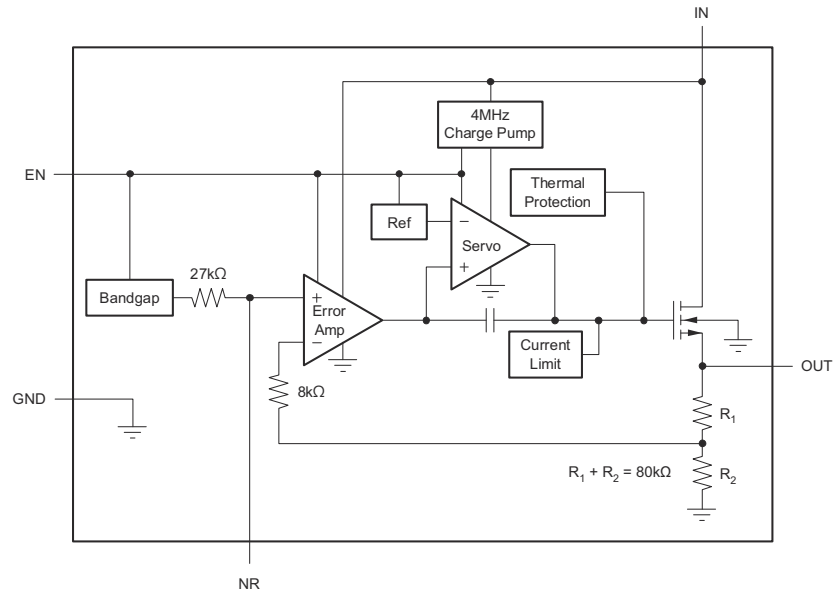 IN
4MHz
Charge Pump
EN
Thermal
Protection
Ref
−
Servo
+
27kΩ
Bandgap
+
Error
Amp
−
Current
Limit
OUT
8kΩ
GND
R1
R1 + R2 = 80kΩ
R2
NR